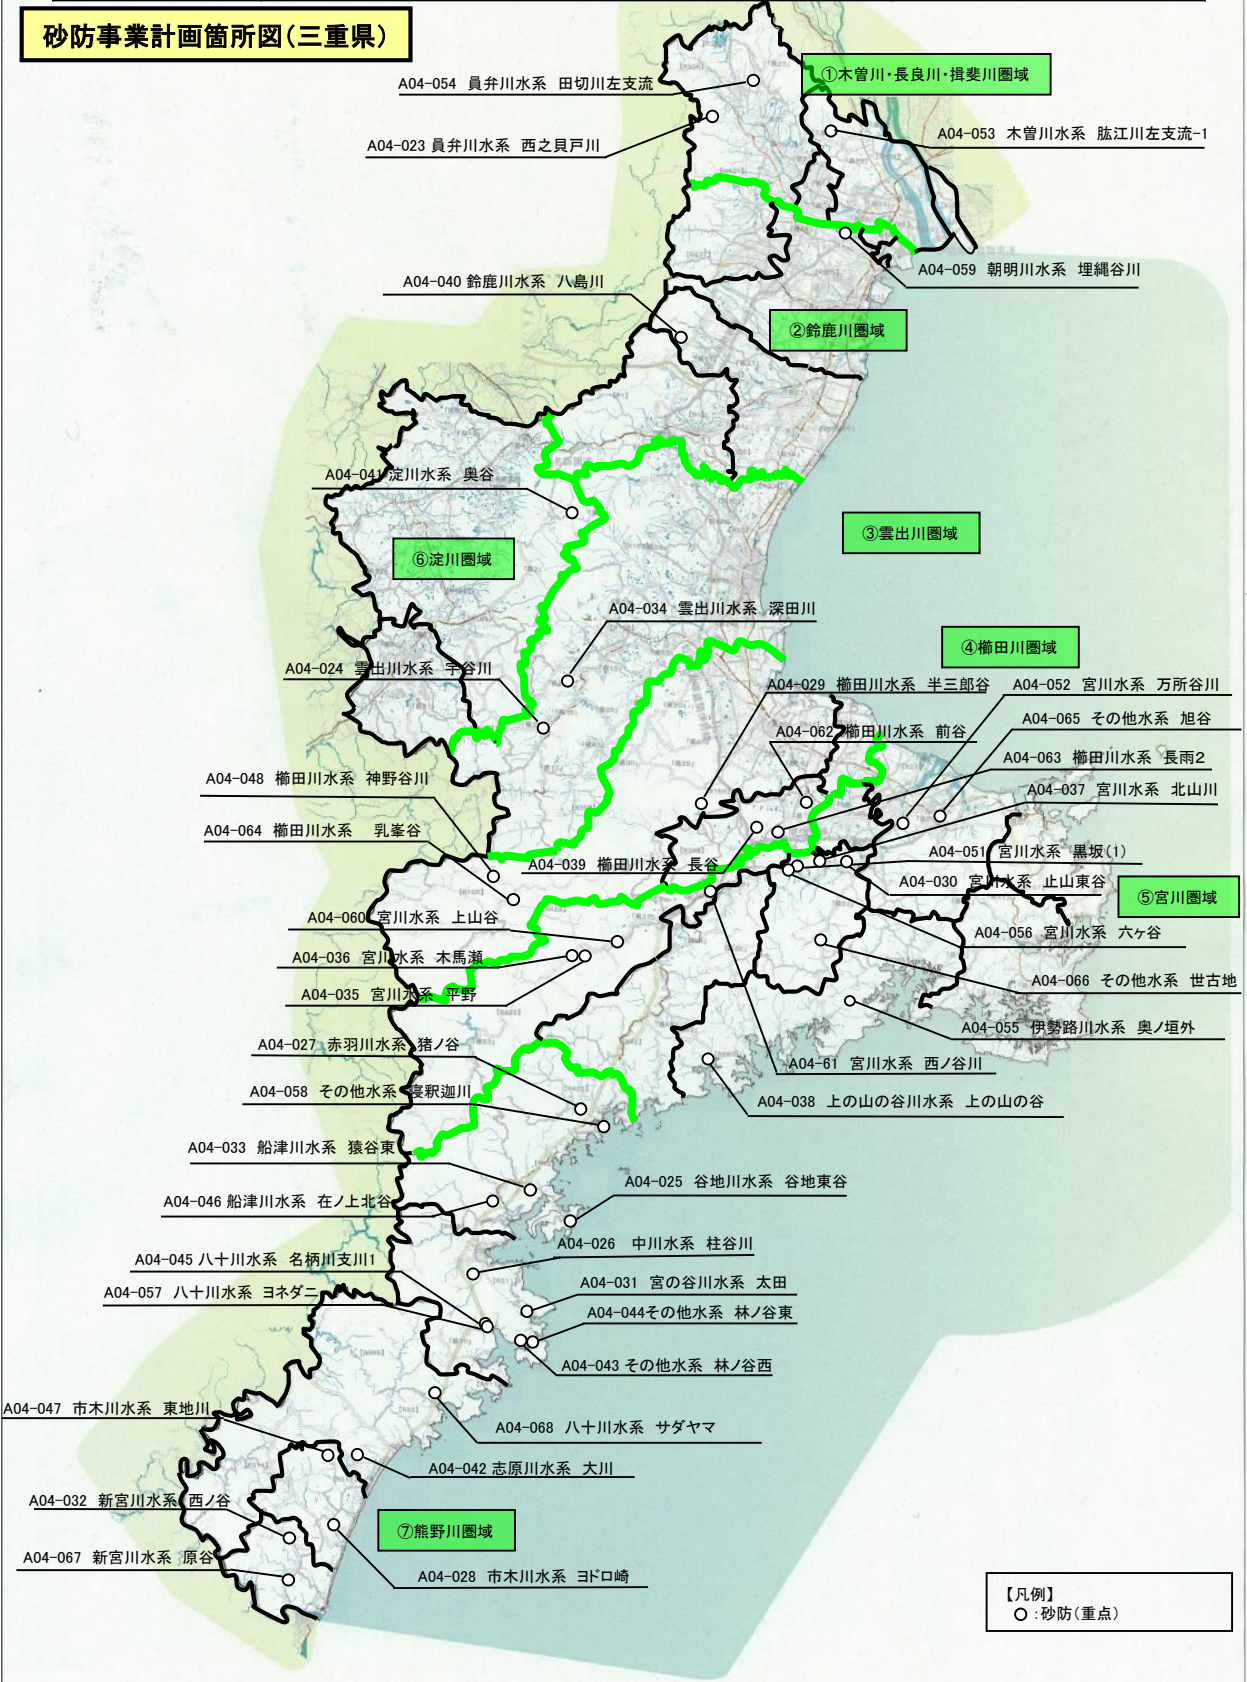 砂防事業計画箇所図(三重県)
①木曽川・長良川・揖斐川圏域
A04-054 員弁川水系 田切川左支流
A04-053 木曽川水系 肱江川左支流-1
A04-023 員弁川水系 西之貝戸川
A04-059 朝明川水系 埋縄谷川
A04-040 鈴鹿川水系 八島川
②鈴鹿川圏域
A04-041 淀川水系 奥谷
③雲出川圏域
⑥淀川圏域
A04-034 雲出川水系 深田川
④櫛田川圏域
A04-024 雲出川水系 宇谷川
A04-029 櫛田川水系 半三郎谷
A04-052 宮川水系 万所谷川
A04-065 その他水系 旭谷
A04-062 櫛田川水系 前谷
A04-063 櫛田川水系 長雨2
A04-048 櫛田川水系 神野谷川
A04-037 宮川水系 北山川
A04-064 櫛田川水系 乳峯谷
A04-039 櫛田川水系 長谷
A04-051 宮川水系 黒坂(1)
A04-030 宮川水系 止山東谷
⑤宮川圏域
A04-060 宮川水系 上山谷
A04-056 宮川水系 六ヶ谷
A04-036 宮川水系 木馬瀬
A04-066 その他水系 世古地
A04-035 宮川水系 平野
A04-055 伊勢路川水系 奥ノ垣外
A04-027 赤羽川水系 猪ノ谷
A04-61 宮川水系 西ノ谷川
A04-058 その他水系 寝釈迦川
A04-038 上の山の谷川水系 上の山の谷
A04-033 船津川水系 猿谷東
A04-025 谷地川水系 谷地東谷
A04-046 船津川水系 在ノ上北谷
A04-026 中川水系 柱谷川
A04-045 八十川水系 名柄川支川1
A04-031 宮の谷川水系 太田
A04-057 八十川水系 ヨネダニ
A04-044その他水系 林ノ谷東
A04-043 その他水系 林ノ谷西
A04-047 市木川水系 東地川
A04-068 八十川水系 サダヤマ
A04-042 志原川水系 大川
A04-032 新宮川水系 西ノ谷
⑦熊野川圏域
A04-067 新宮川水系 原谷
A04-028 市木川水系 ヨドロ崎
【凡例】
○:砂防(重点)